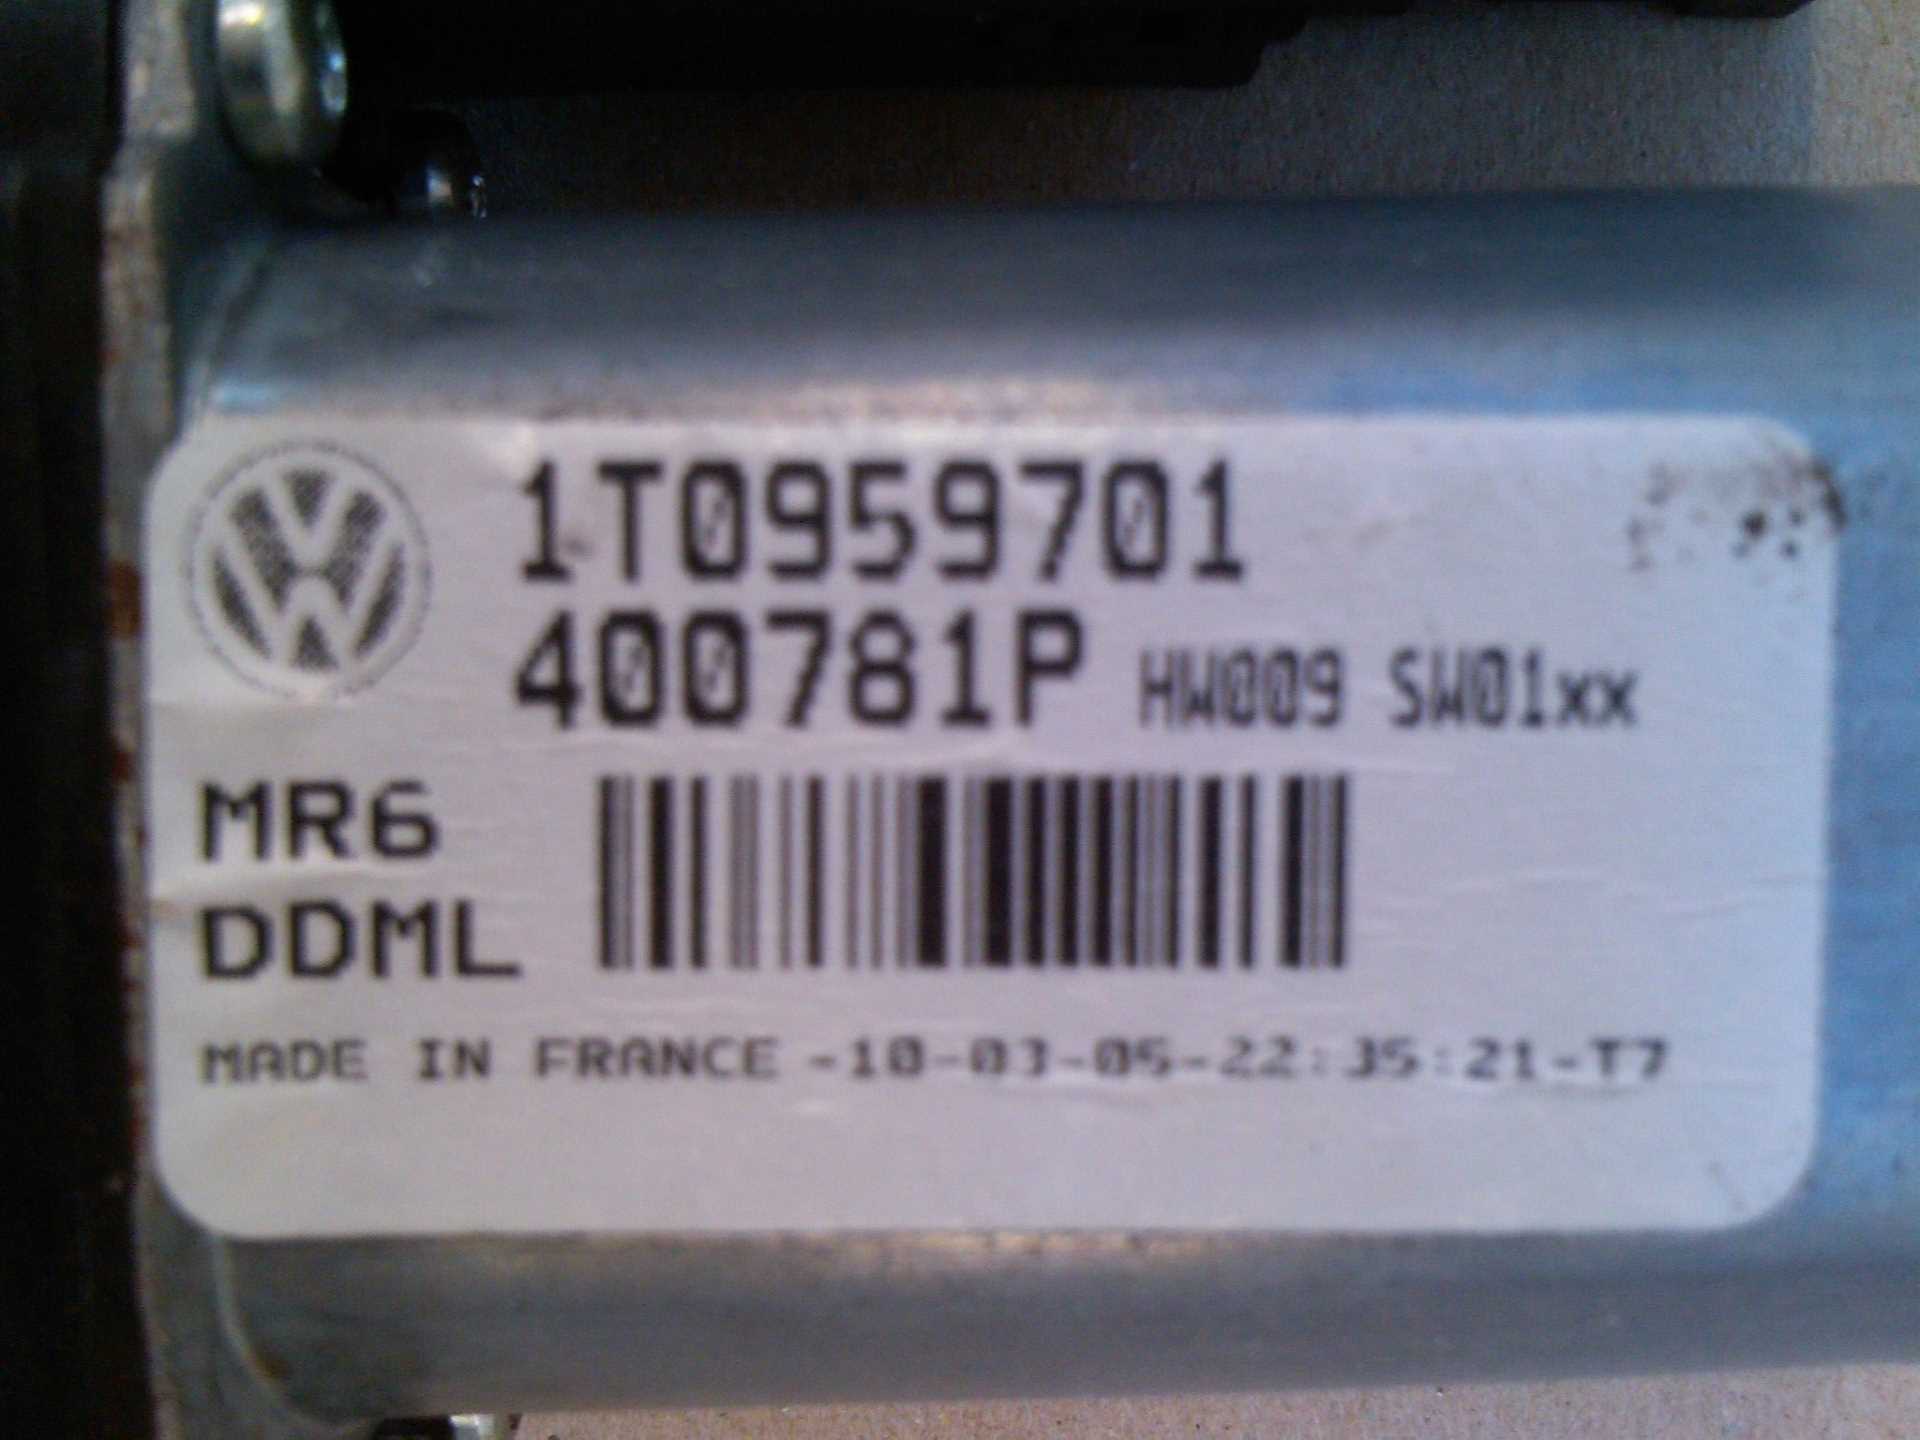 1T0959701
400781P HW009 SW01xx
MR6
DDML
MADE IN FRANCE -10-03-05-22:35:21-T7